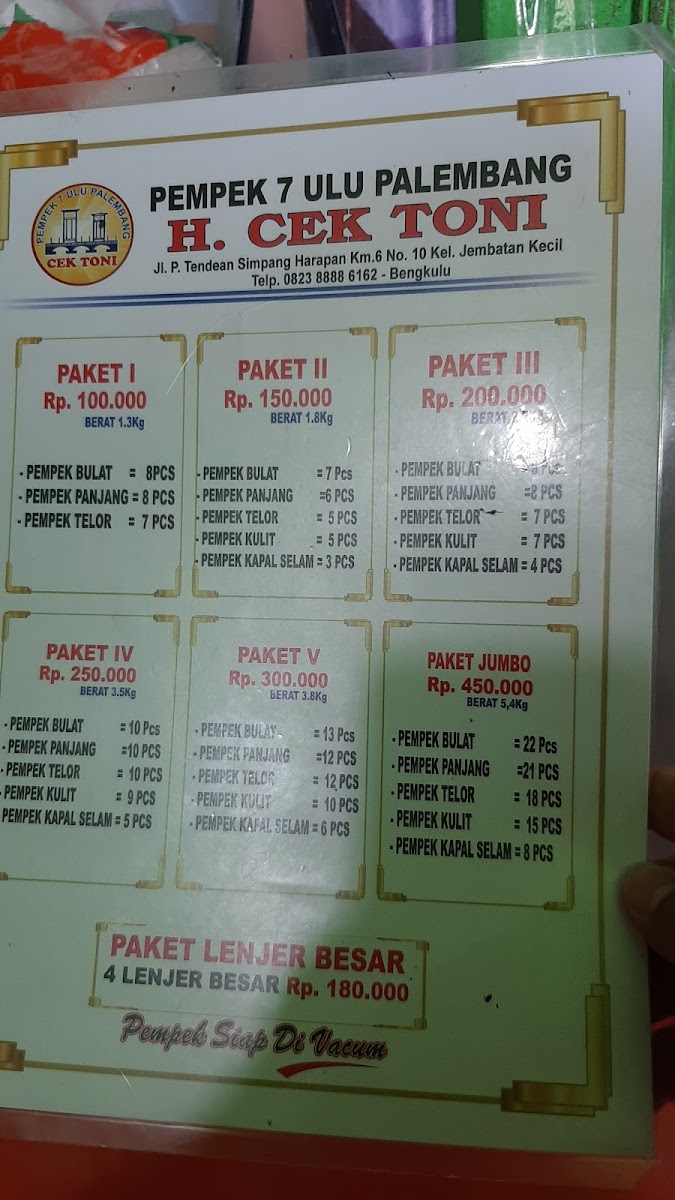 PEMPEK 7 ULU PALEMBANG
CEK TONI
PEMPEK 7 ULU PALEMBANG
H. CEK TONI
Jl. P. Tendean Simpang Harapan Km.6 No. 10 Kel. Jembatan Kecil
Telp. 0823 8888 6162 - Bengkulu
PAKET I
Rp. 100.000
BERAT 1.3Kg
- PEMPEK BULAT = 8PCS
- PEMPEK PANJANG = 8 PCS
- PEMPEK TELOR = 7 PCS
PAKET II
Rp. 150.000
BERAT 1.8Kg
- PEMPEK BULAT = 7 Pcs
- PEMPEK PANJANG =6 PCS
- PEMPEK TELOR = 5 PCS
- PEMPEK KULIT = 5 PCS
- PEMPEK KAPAL SELAM = 3 PCS
PAKET III
Rp. 200.000
BERAT
- PEMPEK BULAT PCS
- PEMPEK PANJANG =8 PCS
- PEMPEK TELOR = 7 PCS
- PEMPEK KULIT = 7 PCS
- PEMPEK KAPAL SELAM = 4 PCS
PAKET IV
Rp. 250.000
BERAT 3.5Kg
- PEMPEK BULAT = 10 Pcs
- PEMPEK PANJANG =10 PCS
- PEMPEK TELOR = 10 PCS
- PEMPEK KULIT = 9 PCS
PEMPEK KAPAL SELAM = 5 PCS
PAKET V
Rp. 300.000
BERAT 3.8Kg
- PEMPEK BULAT = 13 Pcs
- PEMPEK PANJANG =12 PCS
- PEMPEK TELOR = 12 PCS
- PEMPEK KULIT = 10 PCS
- PEMPEK KAPAL SELAM = 6 PCS
PAKET JUMBO
Rp. 450.000
BERAT 5,4Kg
- PEMPEK BULAT = 22 Pcs
- PEMPEK PANJANG =21 PCS
- PEMPEK TELOR = 18 PCS
- PEMPEK KULIT = 15 PCS
- PEMPEK KAPAL SELAM = 8 PCS
PAKET LENJER BESAR
4 LENJER BESAR Rp. 180.000
Pempek Siap Di Vacum